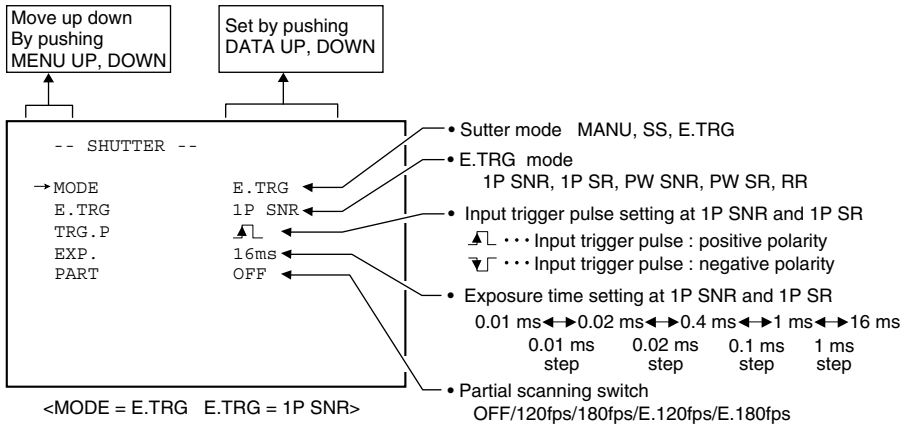 Move up down
By pushing
MENU UP, DOWN
Set by pushing
DATA UP, DOWN
-- SHUTTER --
→MODE E.TRG
E.TRG 1P SNR
TRG.P
EXP. 16ms
PART OFF
<MODE = E.TRG E.TRG = 1P SNR>
• Sutter mode MANU, SS, E.TRG
• E.TRG mode
1P SNR, 1P SR, PW SNR, PW SR, RR
• Input trigger pulse setting at 1P SNR and 1P SR
··· Input trigger pulse : positive polarity
··· Input trigger pulse : negative polarity
• Exposure time setting at 1P SNR and 1P SR
0.01 ms↔0.02 ms↔0.4 ms↔1 ms↔16 ms
0.01 ms 0.02 ms 0.1 ms 1 ms
step step step step
• Partial scanning switch
OFF/120fps/180fps/E.120fps/E.180fps